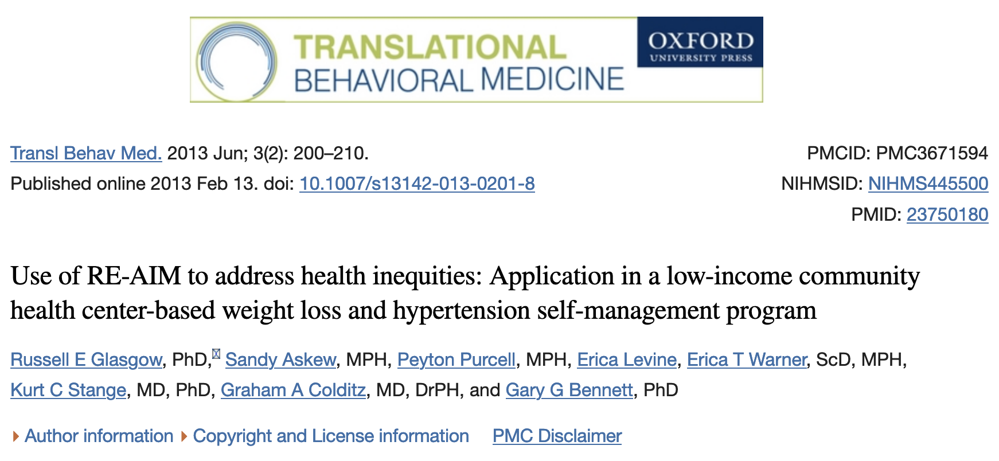 TRANSLATIONAL
BEHAVIORAL MEDICINE
OXFORD
UNIVERSITY PRESS
Transl Behav Med. 2013 Jun; 3(2): 200–210.
Published online 2013 Feb 13. doi: 10.1007/s13142-013-0201-8
PMCID: PMC3671594
NIHMSID: NIHMS445500
PMID: 23750180
Use of RE-AIM to address health inequities: Application in a low-income community
health center-based weight loss and hypertension self-management program
Russell E Glasgow, PhD, Sandy Askew, MPH, Peyton Purcell, MPH, Erica Levine, Erica T Warner, ScD, MPH,
Kurt C Stange, MD, PhD, Graham A Colditz, MD, DrPH, and Gary G Bennett, PhD
Author information Copyright and License information PMC Disclaimer